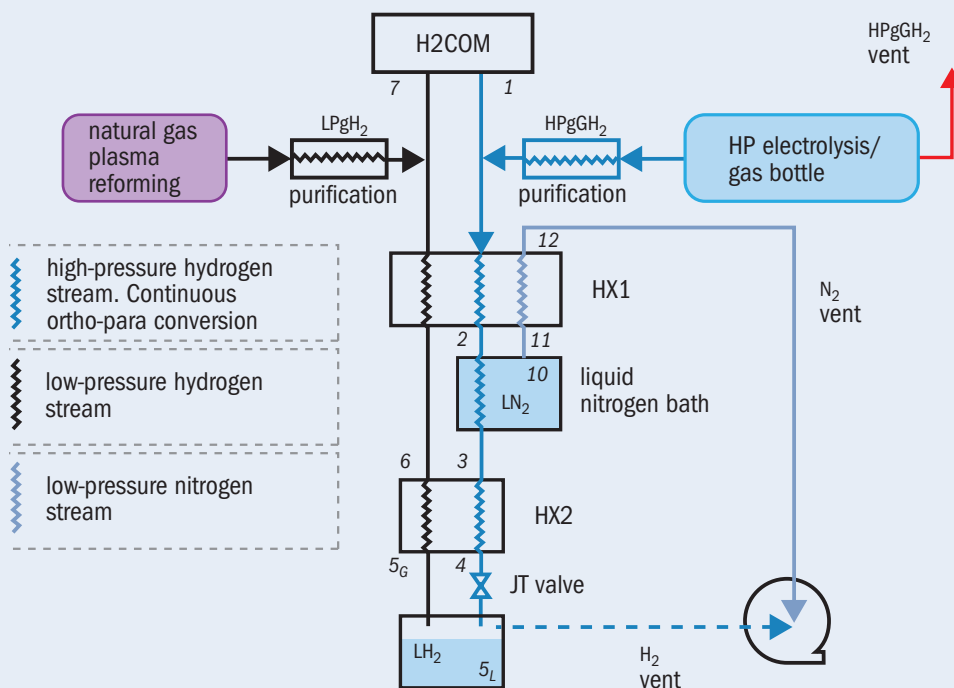 H2COM
7
1
HPgGH₂
vent
natural gas
plasma
reforming
LPgH₂
purification
HPgGH₂
purification
HP electrolysis/
gas bottle
12
high-pressure hydrogen
stream. Continuous
ortho-para conversion
HX1
N₂
vent
2
11
10
LN₂
liquid
nitrogen bath
low-pressure hydrogen
stream
6
3
low-pressure nitrogen
stream
HX2
5G
4
JT valve
LH₂
5L
H₂
vent